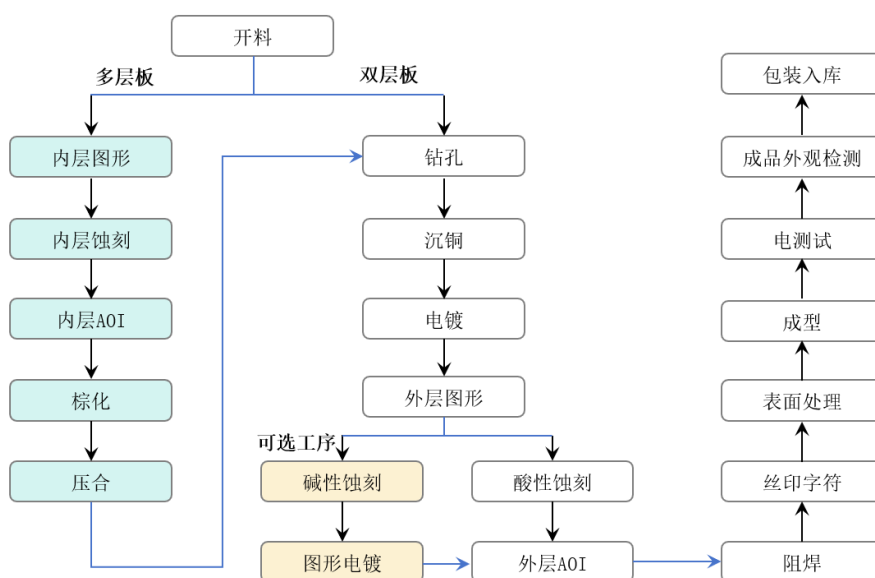 开料
多层板
双层板
内层图形
内层蚀刻
内层AOI
棕化
压合
钻孔
沉铜
电镀
外层图形
可选工序
碱性蚀刻
图形电镀
酸性蚀刻
外层AOI
阻焊
丝印字符
表面处理
成型
电测试
成品外观检测
包装入库